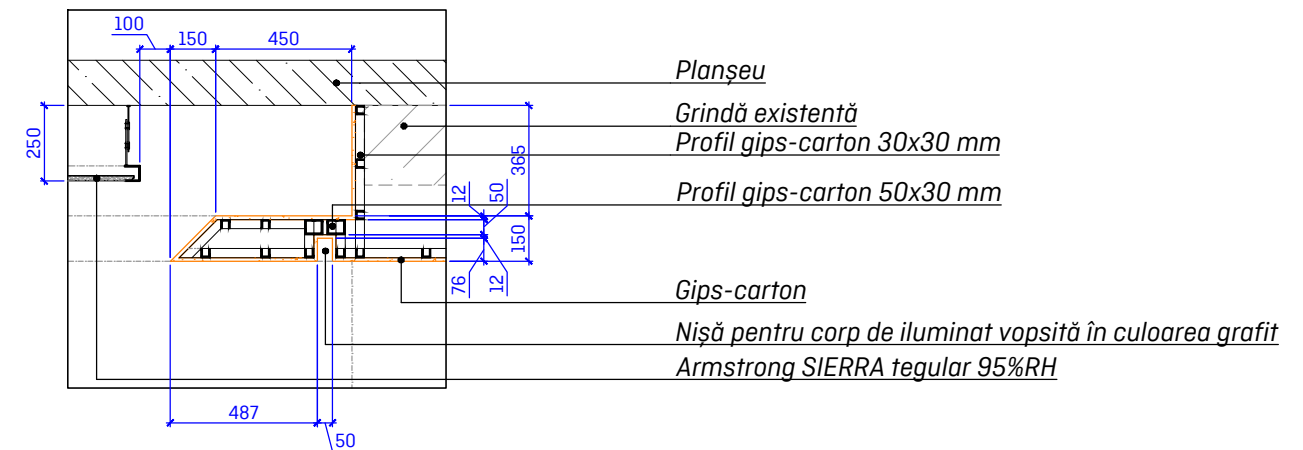 100
150
450
Planșeu
Grindă existentă
Profil gips-carton 30x30 mm
250
365
12
50
Profil gips-carton 50x30 mm
150
76
12
Gips-carton
Nișă pentru corp de iluminat vopsită în culoarea grafit
Armstrong SIERRA tegular 95%RH
487
50